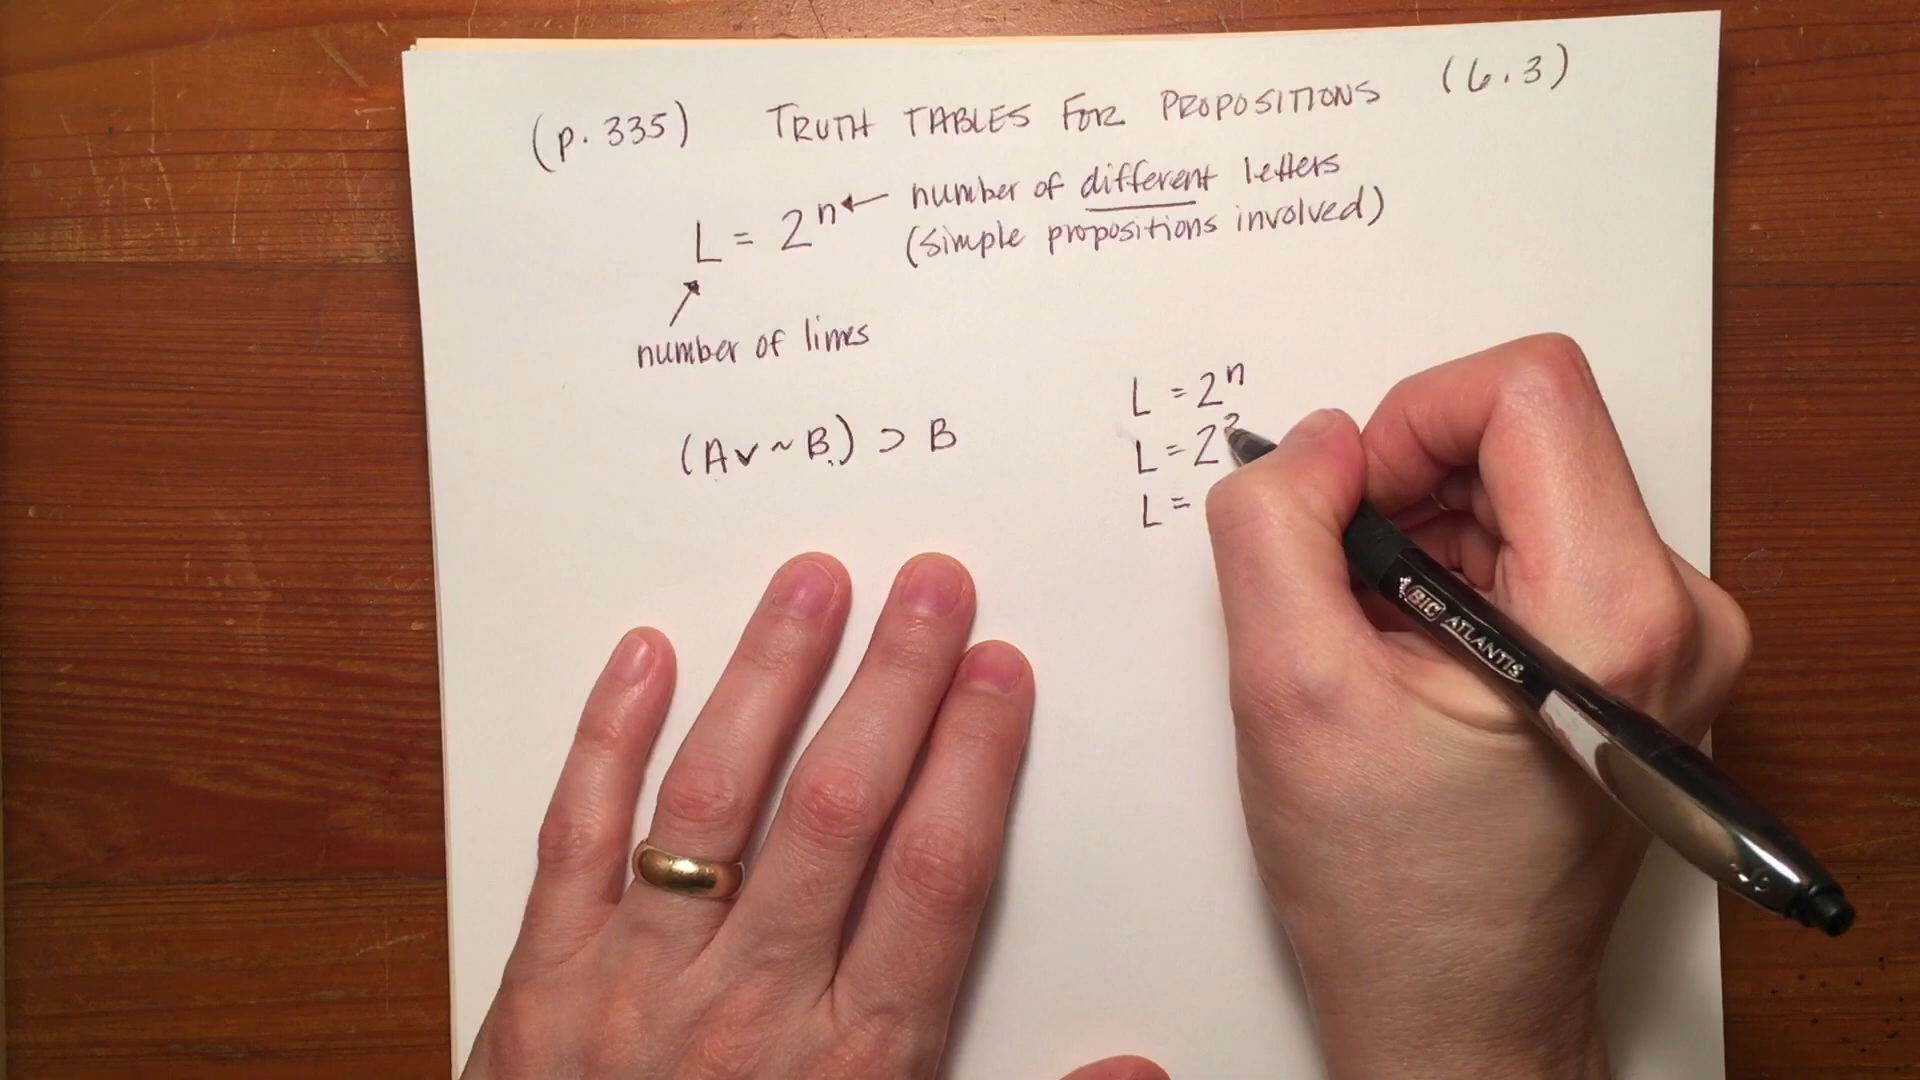 (p. 335) TRUTH TABLES FOR PROPOSITIONS (6.3)
L = 2ⁿ ← number of different letters
(simple propositions involved)
number of lines
(A v ~ B) ⊃ B
L = 2ⁿ
L = 2
L =
BIC ATLANTIS